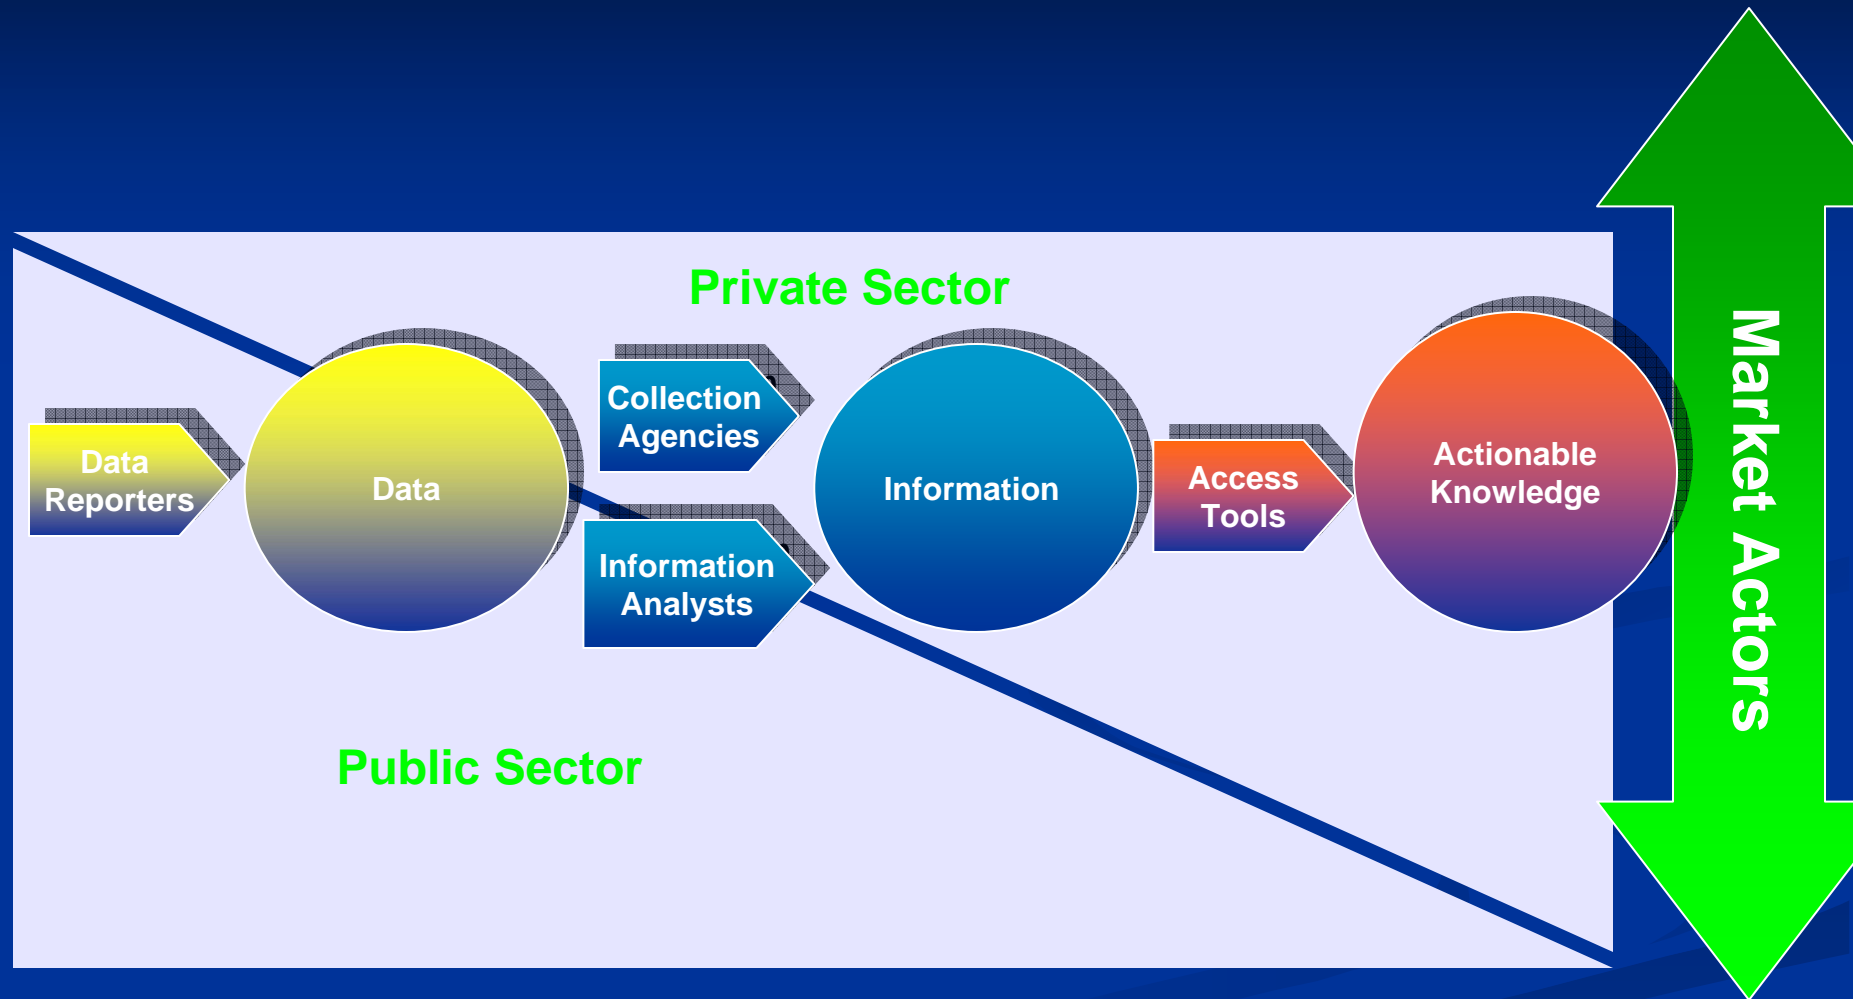 Private Sector
Data
Reporters
Data
Collection
Agencies
Information
Analysts
Information
Access
Tools
Actionable
Knowledge
Market Actors
Public Sector